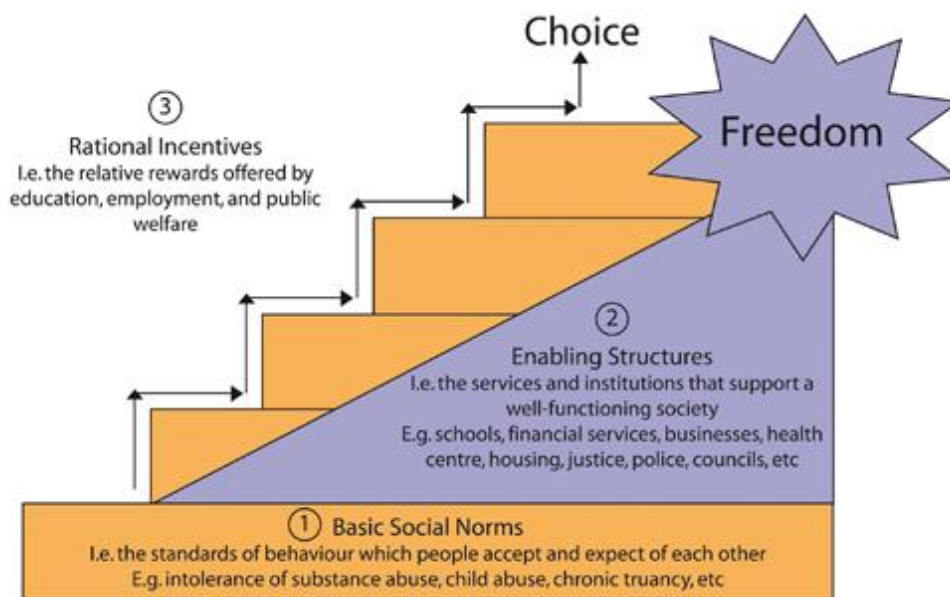 Choice
Freedom
③
Rational Incentives
I.e. the relative rewards offered by
education, employment, and public
welfare
②
Enabling Structures
I.e. the services and institutions that support a
well-functioning society
E.g. schools, financial services, businesses, health
centre, housing, justice, police, councils, etc
① Basic Social Norms
I.e. the standards of behaviour which people accept and expect of each other
E.g. intolerance of substance abuse, child abuse, chronic truancy, etc